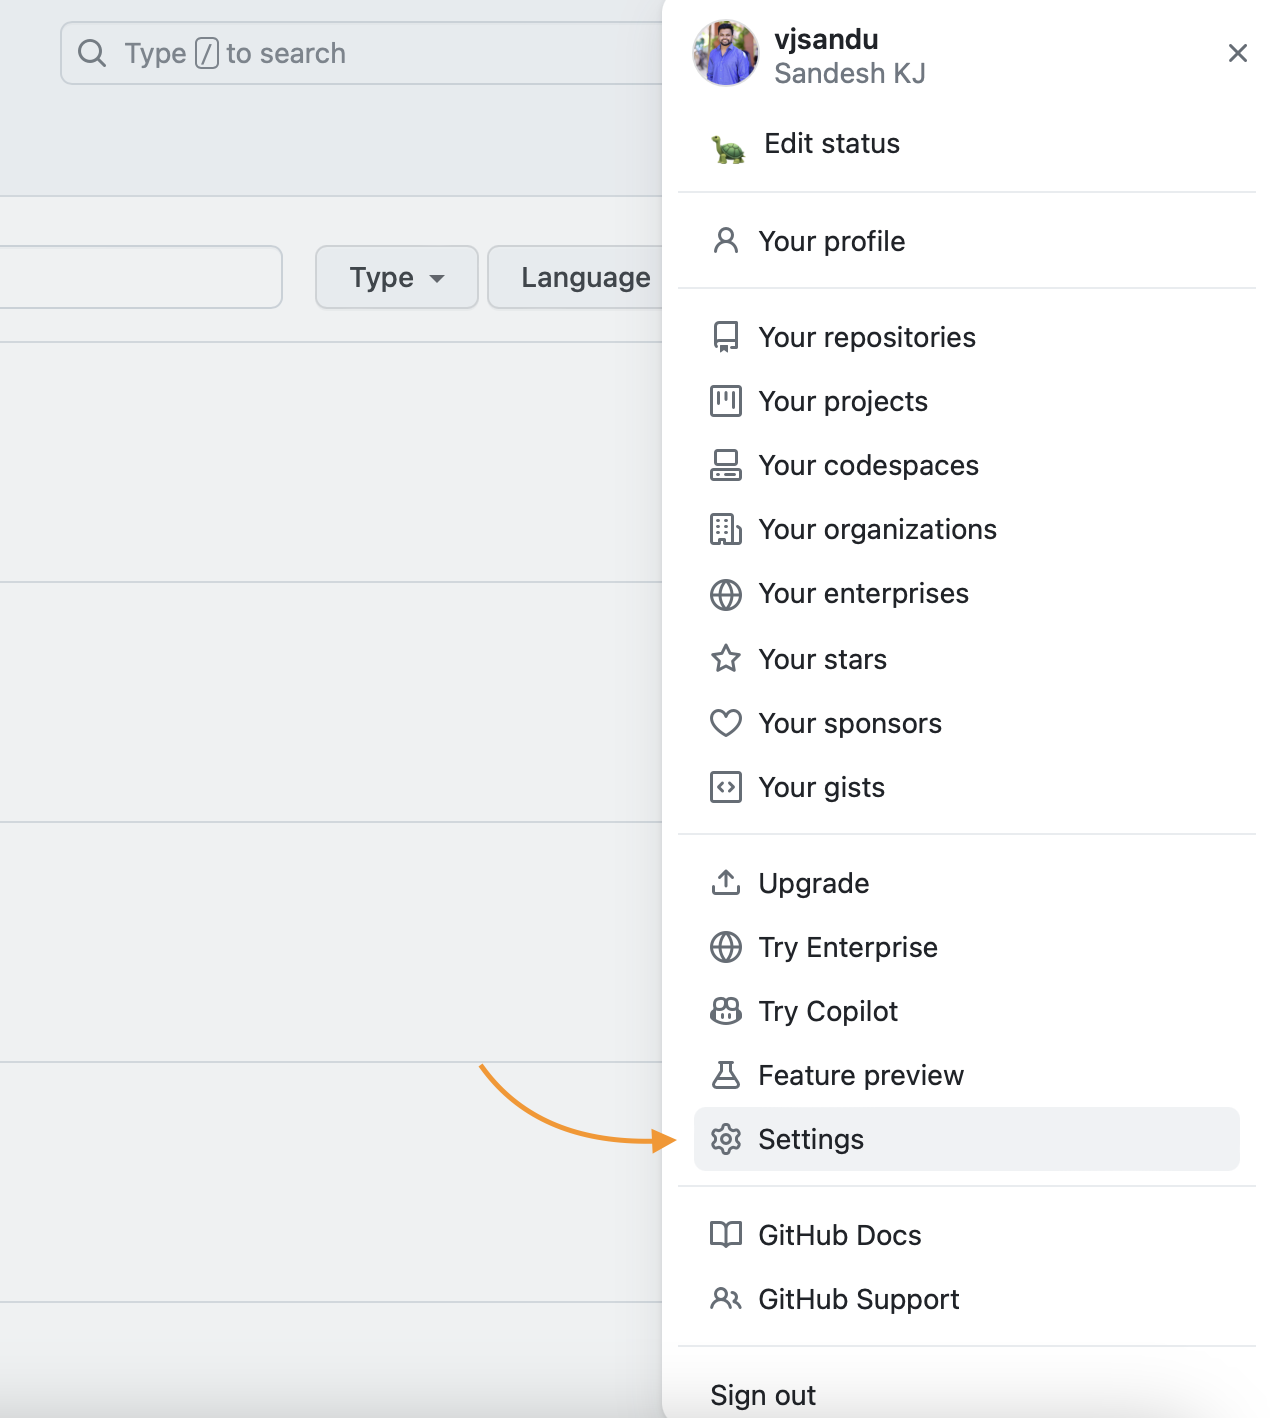 Type / to search
Type
Language
vjsandu
Sandesh KJ
Edit status
Your profile
Your repositories
Your projects
Your codespaces
Your organizations
Your enterprises
Your stars
Your sponsors
Your gists
Upgrade
Try Enterprise
Try Copilot
Feature preview
Settings
GitHub Docs
GitHub Support
Sign out